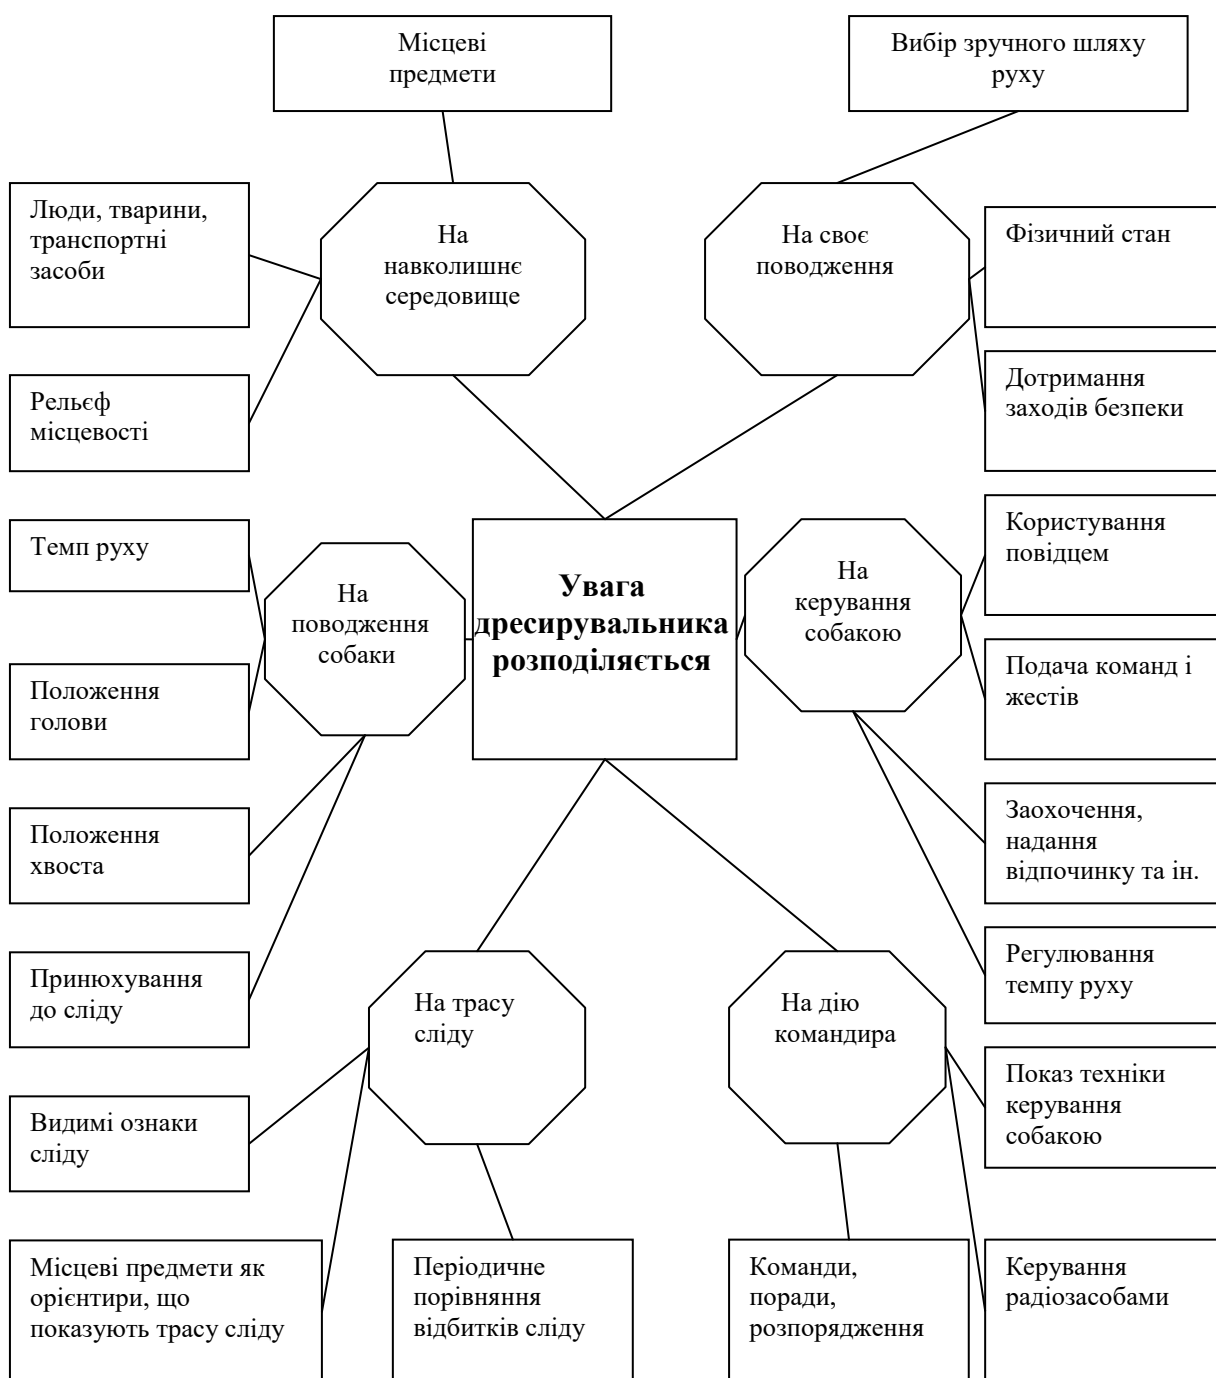 Місцеві
предмети
Вибір зручного шляху
руху
Люди, тварини,
транспортні
засоби
На
навколишнє
середовище
На своє
поводження
Фізичний стан
Рельєф
місцевості
Дотримання
заходів безпеки
Темп руху
На
поводження
собаки
Увага
дресирувальника
розподіляється
На
керування
собакою
Користування
повідцем
Положення
голови
Подача команд і
жестів
Положення
хвоста
Заохочення,
надання
відпочинку та ін.
Принюхування
до сліду
На трасу
сліду
На дію
командира
Регулювання
темпу руху
Видимі ознаки
сліду
Показ техніки
керування
собакою
Місцеві предмети як
орієнтири, що
показують трасу сліду
Періодичне
порівняння
відбитків сліду
Команди,
поради,
розпорядження
Керування
радіозасобами